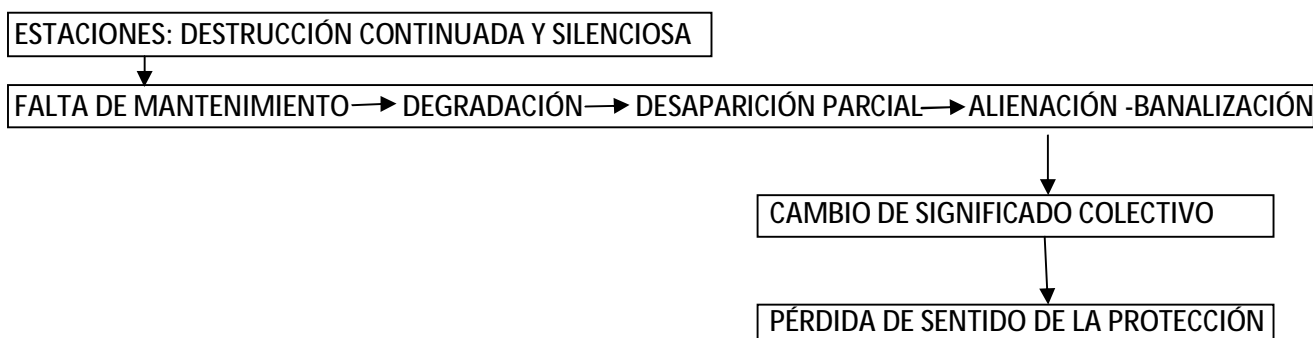 ESTACIONES: DESTRUCCIÓN CONTINUADA Y SILENCIOSA
FALTA DE MANTENIMIENTO DEGRADACIÓN DESAPARICIÓN PARCIAL ALIENACIÓN -BANALIZACIÓN
CAMBIO DE SIGNIFICADO COLECTIVO
PÉRDIDA DE SENTIDO DE LA PROTECCIÓN